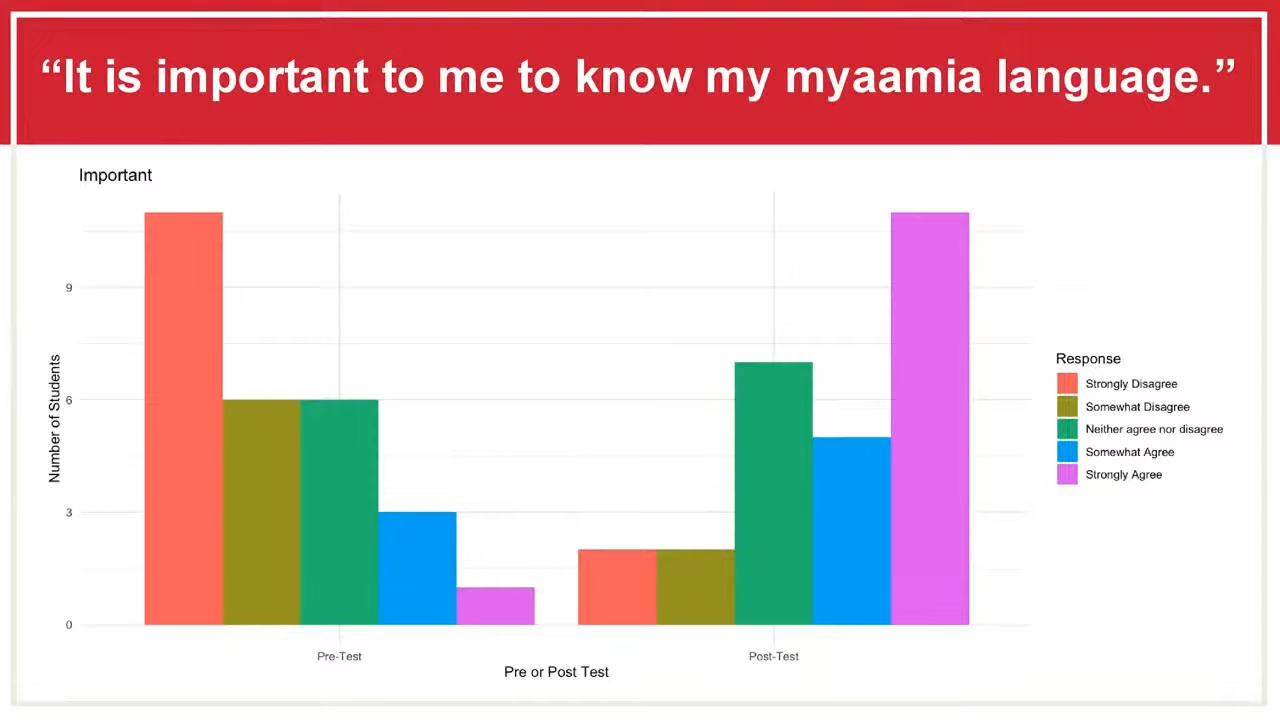 “It is important to me to know my myaamia language.”
Important
9
6
3
0
Number of Students
Pre-Test
Post-Test
Pre or Post Test
Response
Strongly Disagree
Somewhat Disagree
Neither agree nor disagree
Somewhat Agree
Strongly Agree